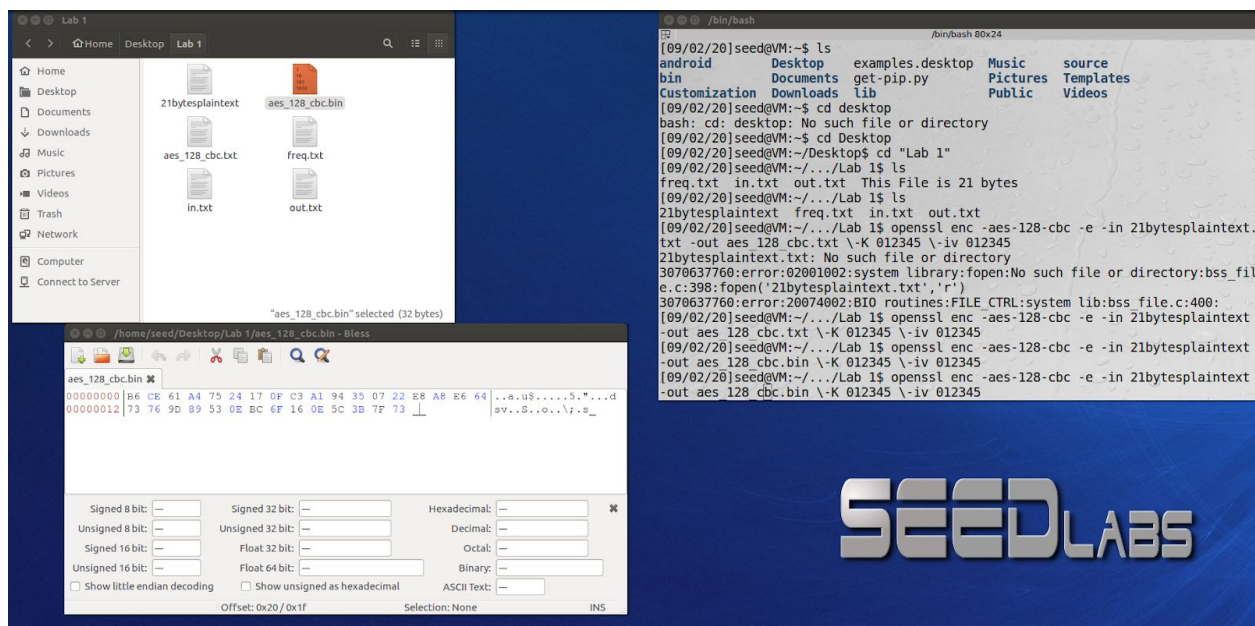 Lab 1
Home Desktop Lab 1
Home
Desktop
Documents
Downloads
Music
Pictures
Videos
Trash
Network
Computer
Connect to Server
21bytesplaintext aes_128_cbc.bin
aes_128_cbc.txt freq.txt
in.txt out.txt
"aes_128_cbc.bin" selected (32 bytes)
/bin/bash
/bin/bash 80x24
[09/02/20]seed@VM:~$ ls
android Desktop examples.desktop Music source
bin Documents get-pip.py Pictures Templates
Customization Downloads lib Public Videos
[09/02/20]seed@VM:~$ cd desktop
bash: cd: desktop: No such file or directory
[09/02/20]seed@VM:~$ cd Desktop
[09/02/20]seed@VM:~/Desktop$ cd "Lab 1"
[09/02/20]seed@VM:~/.../Lab 1$ ls
freq.txt in.txt out.txt This File is 21 bytes
[09/02/20]seed@VM:~/.../Lab 1$ ls
21bytesplaintext freq.txt in.txt out.txt
[09/02/20]seed@VM:~/.../Lab 1$ openssl enc -aes-128-cbc -e -in 21bytesplaintext.
txt -out aes_128_cbc.txt \-K 012345 \-iv 012345
21bytesplaintext.txt: No such file or directory
3070637760:error:02001002:system library:fopen:No such file or directory:bss_fil
e.c:398:fopen('21bytesplaintext.txt','r')
3070637760:error:20074002:BIO routines:FILE_CTRL:system lib:bss_file.c:400:
[09/02/20]seed@VM:~/.../Lab 1$ openssl enc -aes-128-cbc -e -in 21bytesplaintext
-out aes_128_cbc.txt \-K 012345 \-iv 012345
[09/02/20]seed@VM:~/.../Lab 1$ openssl enc -aes-128-cbc -e -in 21bytesplaintext
-out aes_128_cbc.bin \-K 012345 \-iv 012345
[09/02/20]seed@VM:~/.../Lab 1$ openssl enc -aes-128-cbc -e -in 21bytesplaintext
-out aes_128_cbc.bin \-K 012345 \-iv 012345
/home/seed/Desktop/Lab 1/aes_128_cbc.bin - Bless
aes_128_cbc.bin
00000000 B6 CE 61 A4 75 24 17 0F C3 A1 94 35 07 22 E8 A8 E6 64 ..a.u$.....5."...d
00000012 73 76 9D 89 53 0E BC 6F 16 0E 5C 3B 7F 73 sv..S..o..\;.s_
Signed 8 bit: --- Signed 32 bit: --- Hexadecimal: ---
Unsigned 8 bit: --- Unsigned 32 bit: --- Decimal: ---
Signed 16 bit: --- Float 32 bit: --- Octal: ---
Unsigned 16 bit: --- Float 64 bit: --- Binary: ---
Show little endian decoding Show unsigned as hexadecimal ASCII Text: ---
Offset: 0x20 / 0x1f Selection: None INS
SEEDLABS